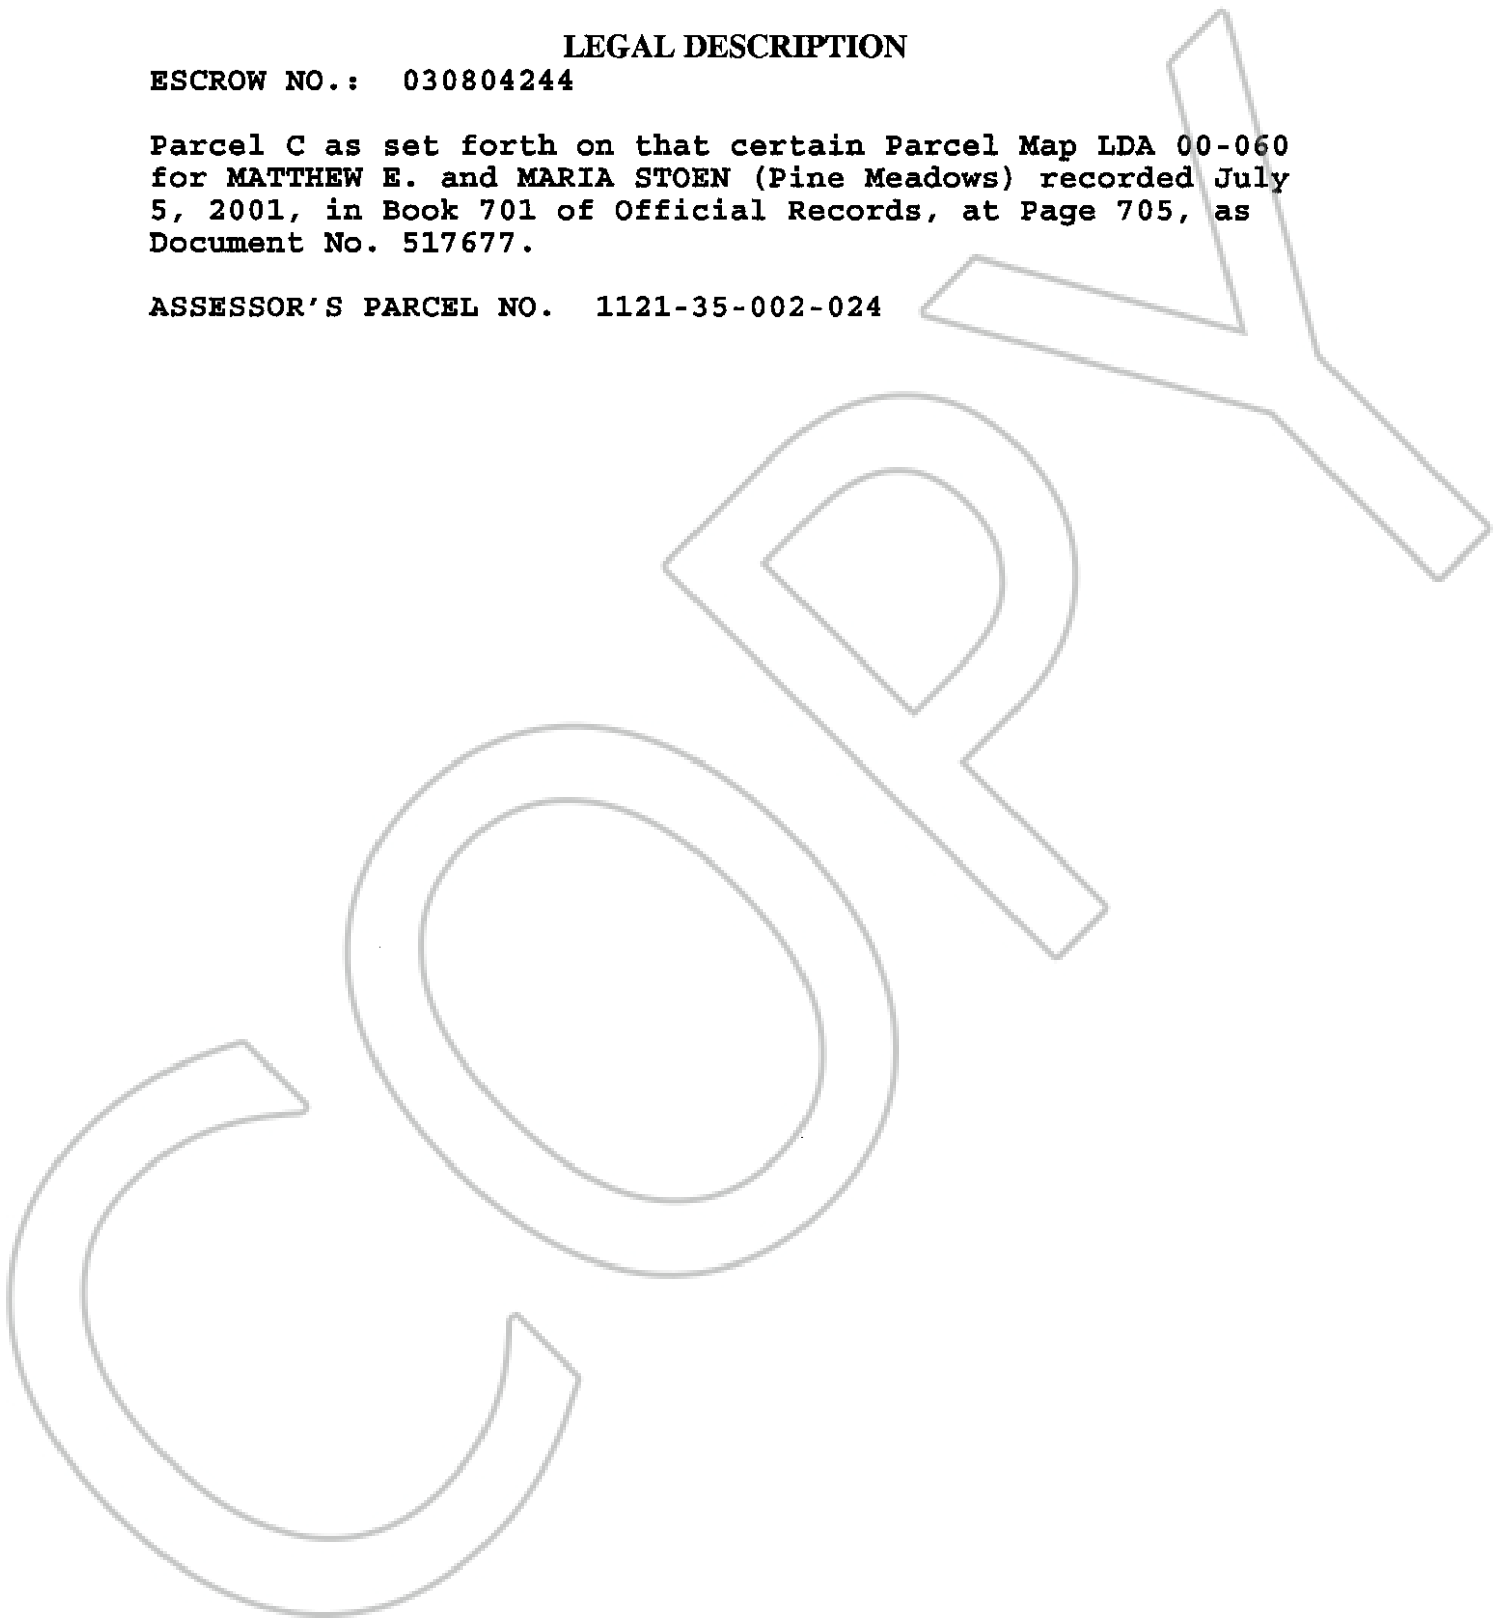 LEGAL DESCRIPTION
ESCROW NO.: 030804244
Parcel C as set forth on that certain Parcel Map LDA 00-060
for MATTHEW E. and MARIA STOEN (Pine Meadows) recorded July
5, 2001, in Book 701 of Official Records, at Page 705, as
Document No. 517677.
ASSESSOR'S PARCEL NO. 1121-35-002-024
COPY